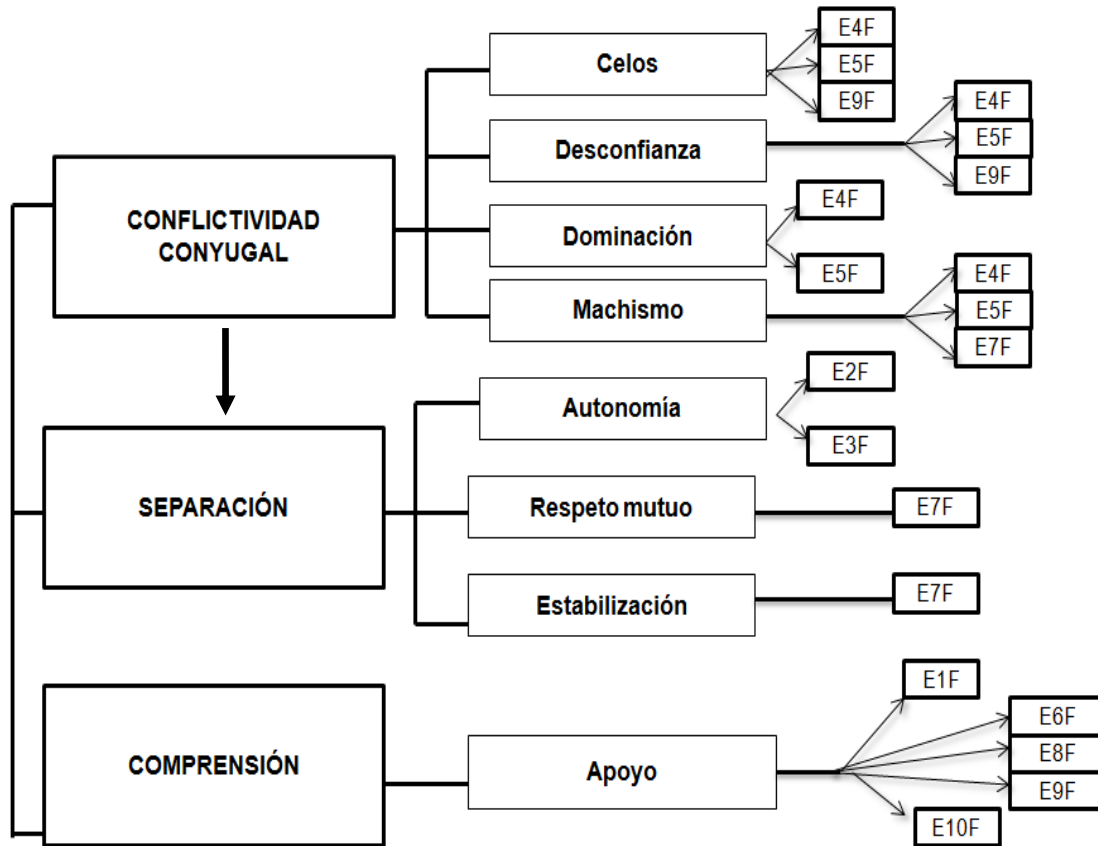 CONFLICTIVIDAD
CONYUGAL
Celos
E4F
E5F
E9F
Desconfianza
E4F
E5F
E9F
Dominación
E4F
E5F
Machismo
E4F
E5F
E7F
SEPARACIÓN
Autonomía
E2F
E3F
Respeto mutuo
E7F
Estabilización
E7F
COMPRENSIÓN
Apoyo
E1F
E6F
E8F
E9F
E10F